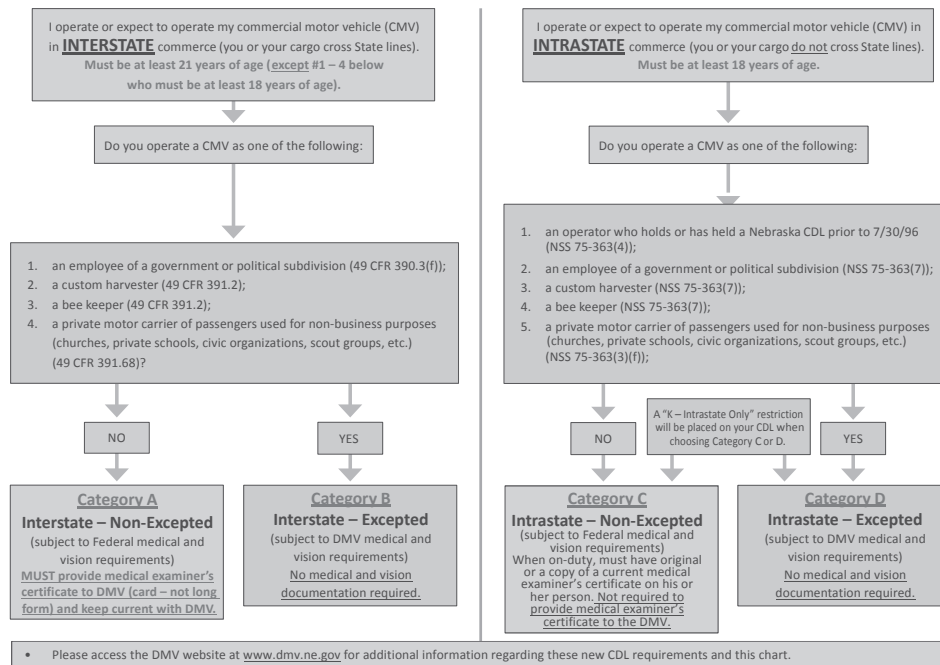 I operate or expect to operate my commercial motor vehicle (CMV)
in INTERSTATE commerce (you or your cargo cross State lines).
Must be at least 21 years of age (except #1 – 4 below
who must be at least 18 years of age).
Do you operate a CMV as one of the following:
1. an employee of a government or political subdivision (49 CFR 390.3(f));
2. a custom harvester (49 CFR 391.2);
3. a bee keeper (49 CFR 391.2);
4. a private motor carrier of passengers used for non-business purposes
(churches, private schools, civic organizations, scout groups, etc.)
(49 CFR 391.68)?
NO
YES
Category A
Interstate – Non-Excepted
(subject to Federal medical and
vision requirements)
MUST provide medical examiner's
certificate to DMV (card – not long
form) and keep current with DMV.
Category B
Interstate – Excepted
(subject to DMV medical and
vision requirements)
No medical and vision
documentation required.
I operate or expect to operate my commercial motor vehicle (CMV) in
INTRASTATE commerce (you or your cargo do not cross State lines).
Must be at least 18 years of age.
Do you operate a CMV as one of the following:
1. an operator who holds or has held a Nebraska CDL prior to 7/30/96
(NSS 75-363(4));
2. an employee of a government or political subdivision (NSS 75-363(7));
3. a custom harvester (NSS 75-363(7));
4. a bee keeper (NSS 75-363(7));
5. a private motor carrier of passengers used for non-business purposes
(churches, private schools, civic organizations, scout groups, etc.)
(NSS 75-363(3)(f));
NO
A "K – Intrastate Only" restriction
will be placed on your CDL when
choosing Category C or D.
YES
Category C
Intrastate – Non-Excepted
(subject to Federal medical and
vision requirements)
When on-duty, must have original
or a copy of a current medical
examiner's certificate on his or
her person. Not required to
provide medical examiner's
certificate to the DMV.
Category D
Intrastate – Excepted
(subject to DMV medical and
vision requirements)
No medical and vision
documentation required.
• Please access the DMV website at www.dmv.ne.gov for additional information regarding these new CDL requirements and this chart.